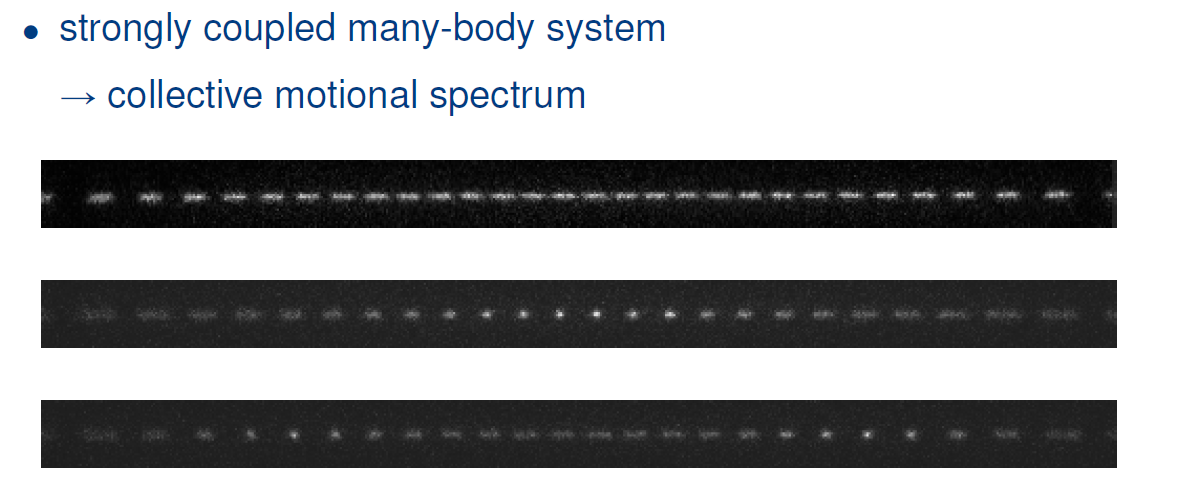 • strongly coupled many-body system
→ collective motional spectrum